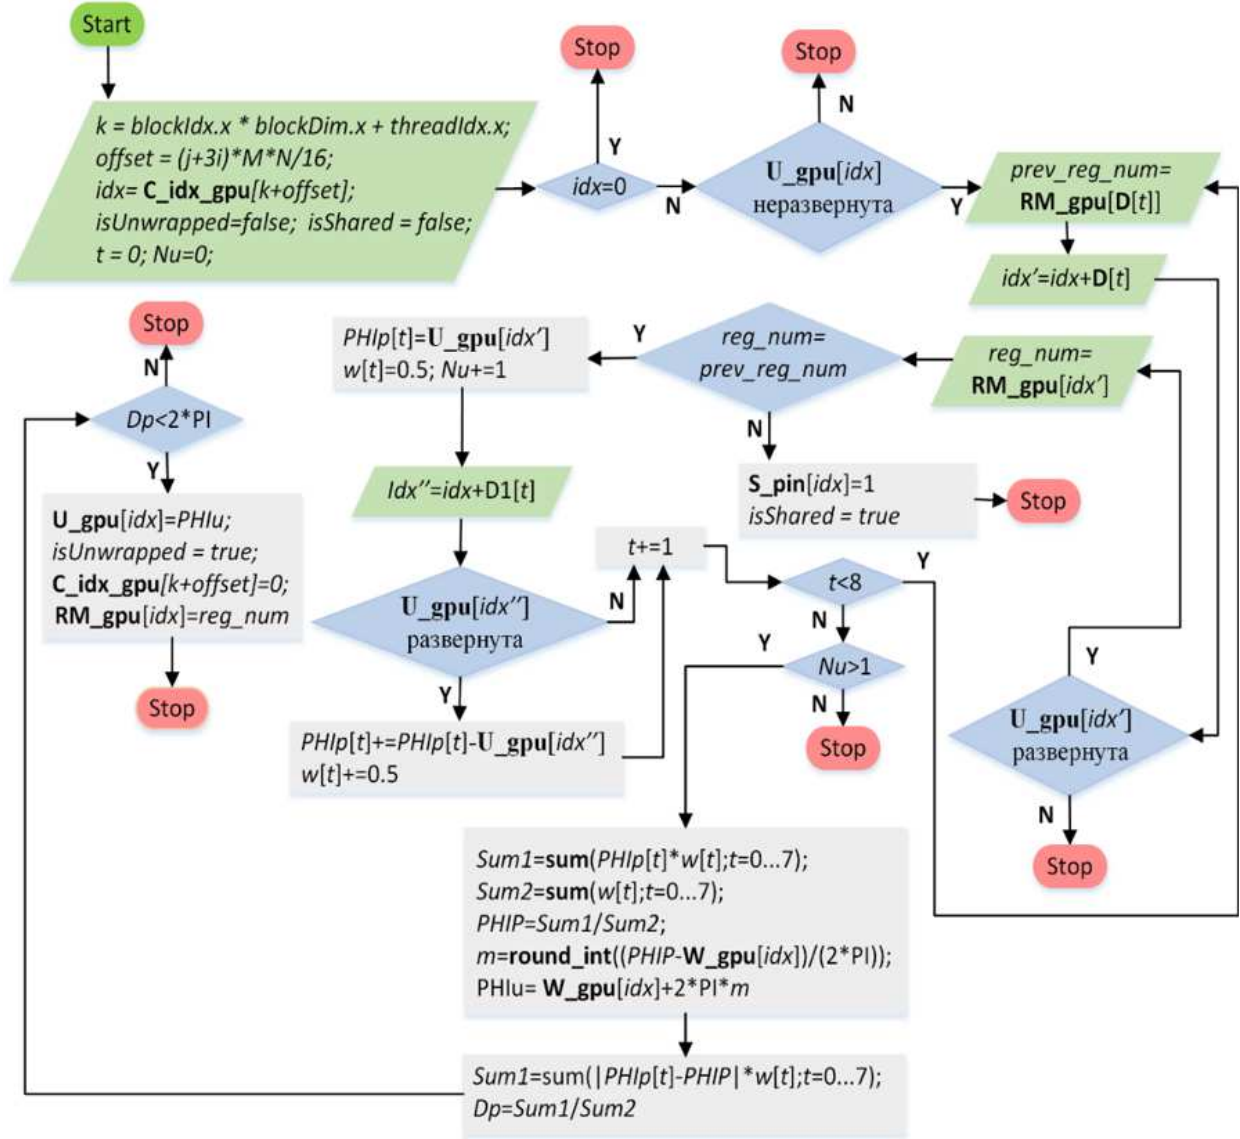 Start
k = blockIdx.x * blockDim.x + threadIdx.x;
offset = (j+3i)*M*N/16;
idx= C_idx_gpu[k+offset];
isUnwrapped=false; isShared = false;
t = 0; Nu=0;
Stop
Y
idx=0
N
Stop
N
U_gpu[idx]
неразвернута
Y
prev_reg_num=
RM_gpu[D[t]]
idx'=idx+D[t]
Stop
N
Dp<2*PI
Y
U_gpu[idx]=PHIu;
isUnwrapped = true;
C_idx_gpu[k+offset]=0;
RM_gpu[idx]=reg_num
Stop
PHIp[t]=U_gpu[idx']
w[t]=0.5; Nu+=1
Y
reg_num=
prev_reg_num
N
reg_num=
RM_gpu[idx']
S_pin[idx]=1
isShared = true
Stop
Idx''=idx+D1[t]
U_gpu[idx'']
развернута
N
Y
t+=1
t<8
Y
N
Y
Nu>1
N
Stop
PHIp[t]+=PHIp[t]-U_gpu[idx'']
w[t]+=0.5
Y
U_gpu[idx']
развернута
N
Stop
Sum1=sum(PHIp[t]*w[t];t=0...7);
Sum2=sum(w[t];t=0...7);
PHIP=Sum1/Sum2;
m=round_int((PHIP-W_gpu[idx])/(2*PI));
PHIu= W_gpu[idx]+2*PI*m
Sum1=sum(|PHIp[t]-PHIP|*w[t];t=0...7);
Dp=Sum1/Sum2